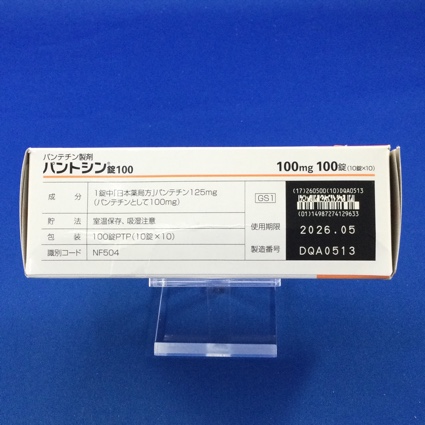 パンテチン製剤
パントシン®錠100
100mg 100錠(10錠×10)
成 分 1錠中「日本薬局方」パンテチン125mg
(パンテチンとして100mg)
貯 法 室温保存、吸湿注意
包 装 100錠PTP(10錠×10)
識別コード NF504
GS1
使用期限
製造番号
(17)260500(10)DQA0513
(01)14987274129633
2026.05
DQA0513